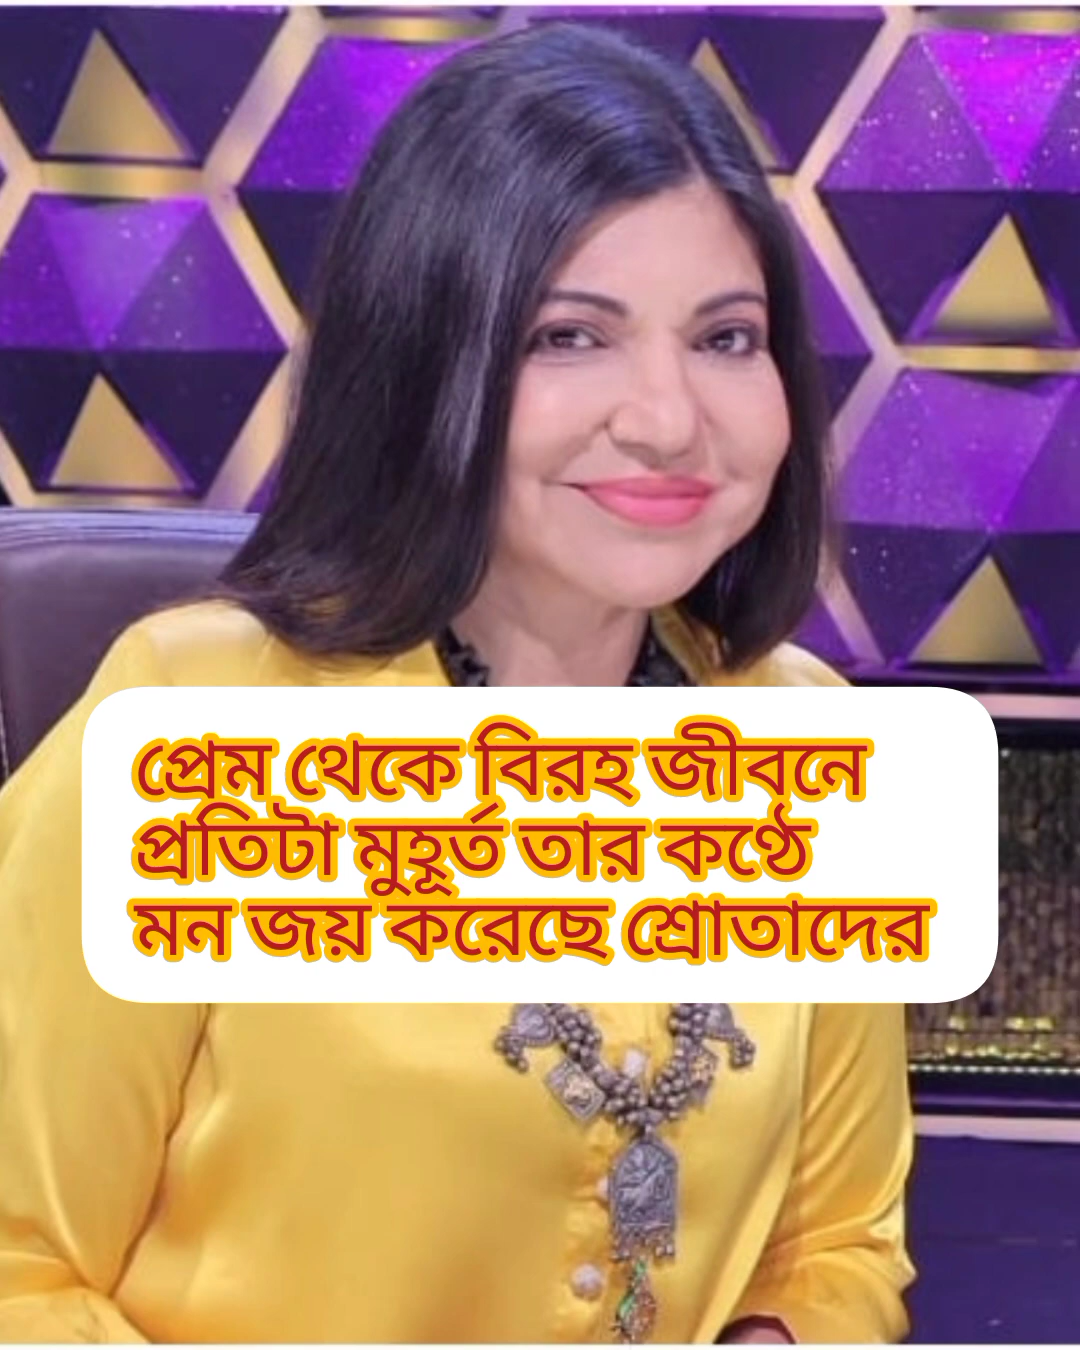 প্রেম থেকে বিরহ জীবনে
প্রতিটা মুহূর্ত তার কণ্ঠে
মন জয় করেছে শ্রোতাদের